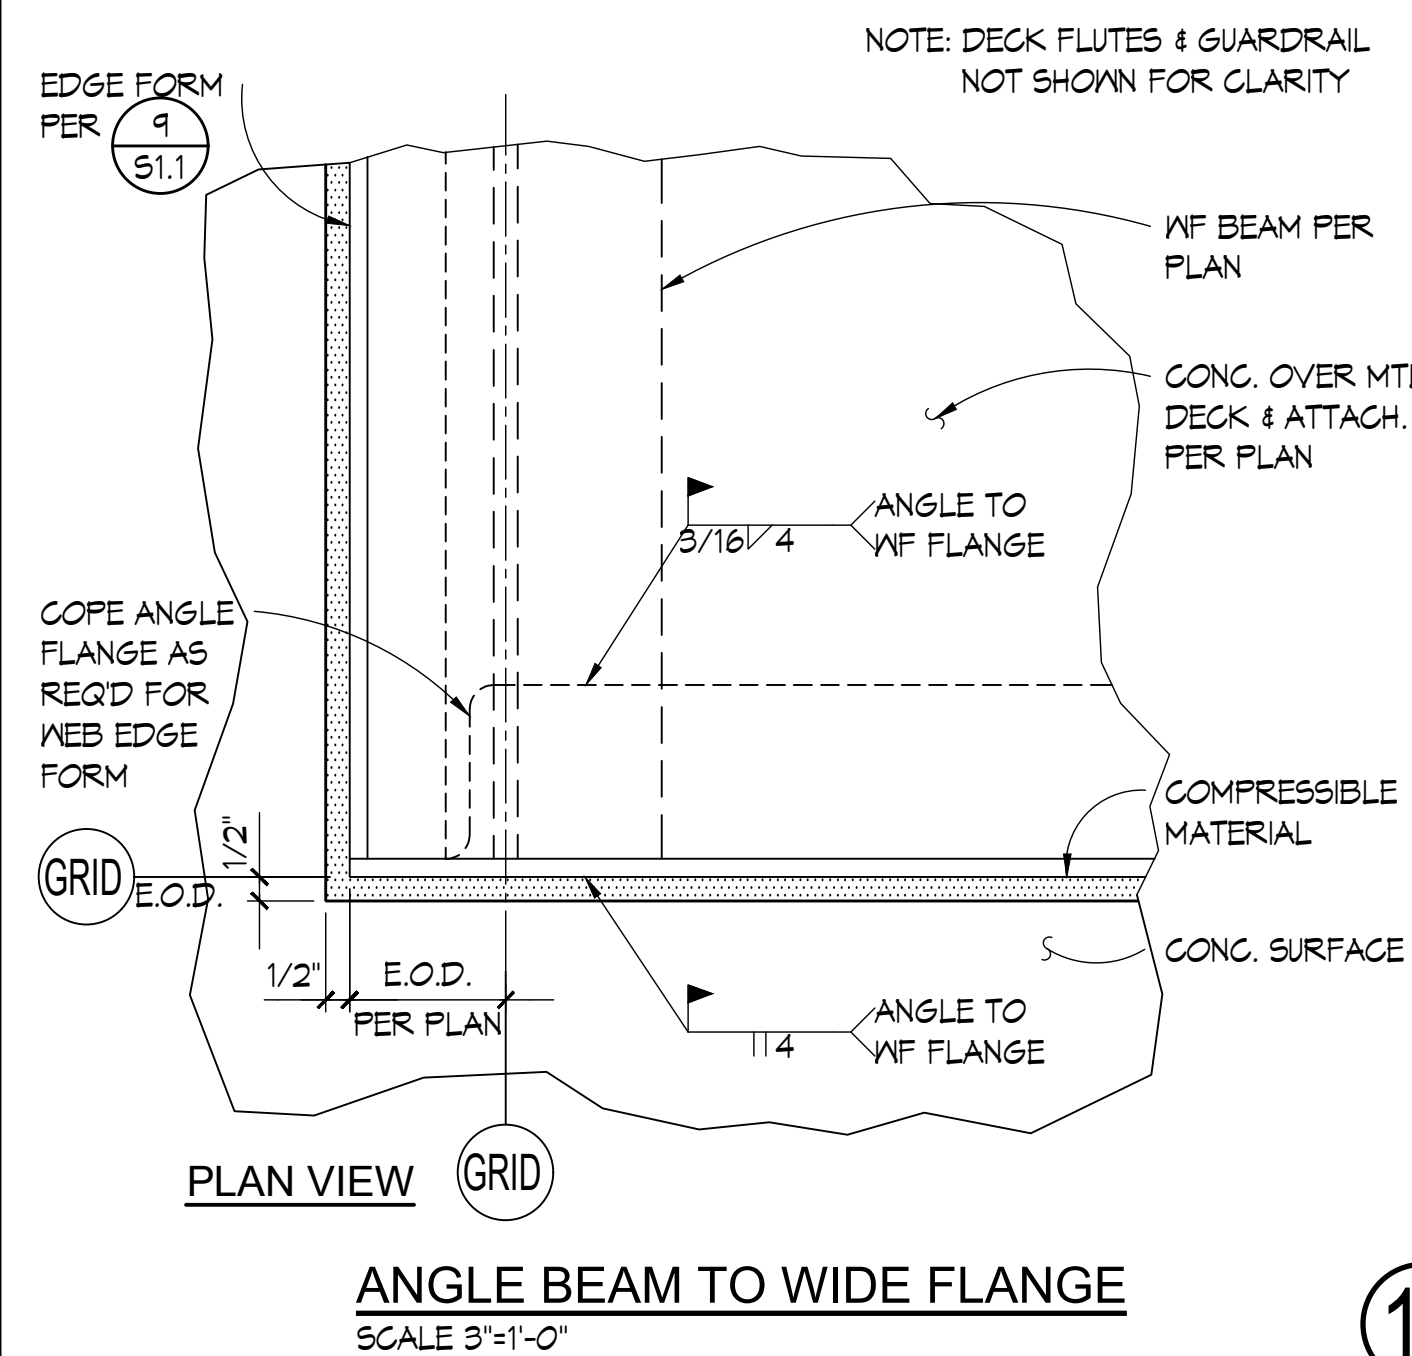 NOTE: DECK FLUTES & GUARDRAIL
NOT SHOWN FOR CLARITY
EDGE FORM
PER 9
S1.1
WF BEAM PER
PLAN
CONC. OVER MTL
DECK & ATTACH.
PER PLAN
ANGLE TO
WF FLANGE
3/16 4
COPE ANGLE
FLANGE AS
REQ'D FOR
WEB EDGE
FORM
COMPRESSIBLE
MATERIAL
1/2"
GRID
E.O.D.
CONC. SURFACE
1/2"
E.O.D.
PER PLAN
ANGLE TO
WF FLANGE
4
GRID
PLAN VIEW
ANGLE BEAM TO WIDE FLANGE
SCALE 3"=1'-0"